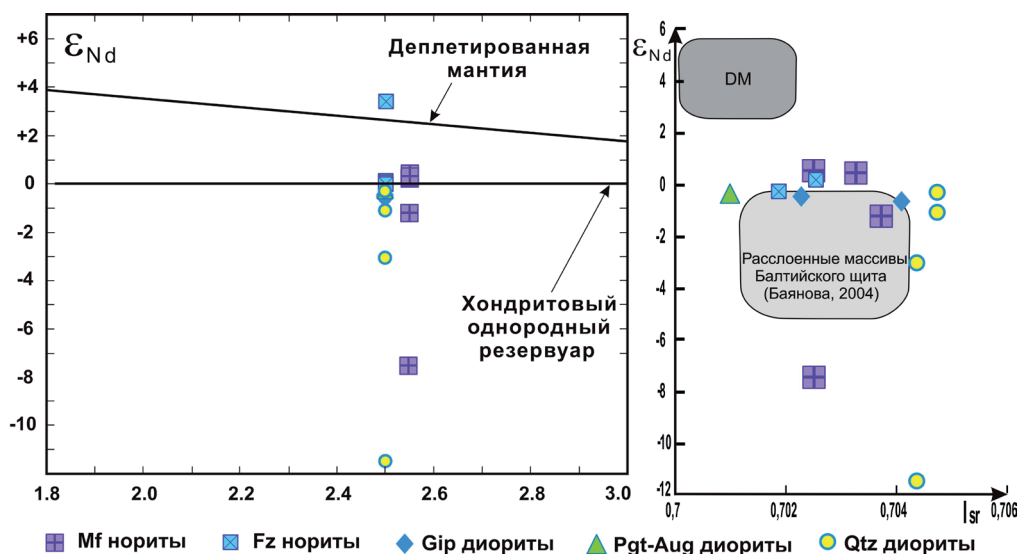 εNd
+6
+4
+2
0
-2
-4
-6
-8
-10
1.8
2.0
2.2
2.4
2.6
2.8
3.0
Деплетированная
мантия
Хондритовый
однородный
резервуар
εNd
6
4
2
0
-2
-4
-6
-8
-10
-12
DM
Расслоенные массивы
Балтийского щита
(Баянова, 2004)
0,7
0,702
0,704
Isr
0,706
Mf нориты
Fz нориты
Gip диориты
Pgt-Aug диориты
Qtz диориты